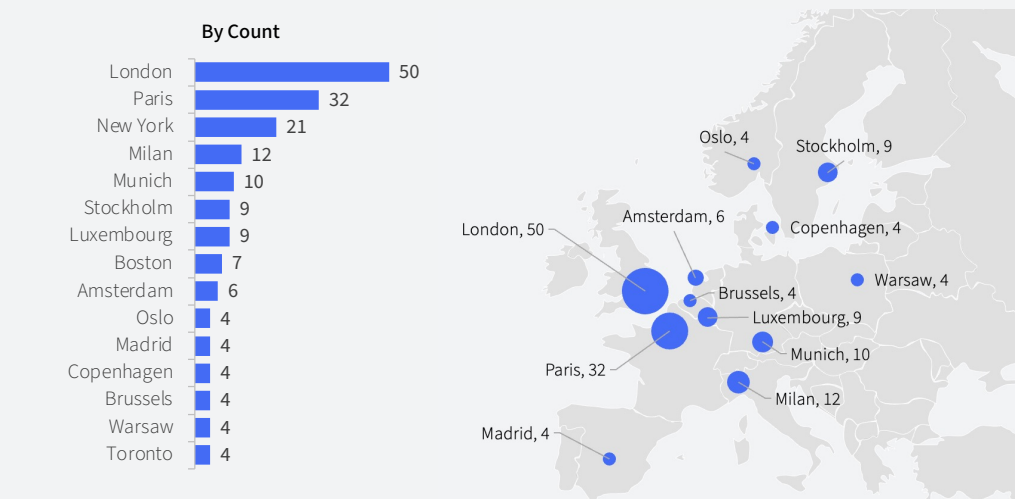 By Count
London 50
Paris 32
New York 21
Milan 12
Munich 10
Stockholm 9
Luxembourg 9
Boston 7
Amsterdam 6
Oslo 4
Madrid 4
Copenhagen 4
Brussels 4
Warsaw 4
Toronto 4
Oslo, 4
Stockholm, 9
Amsterdam, 6
London, 50
Copenhagen, 4
Warsaw, 4
Brussels, 4
Luxembourg, 9
Munich, 10
Paris, 32
Milan, 12
Madrid, 4